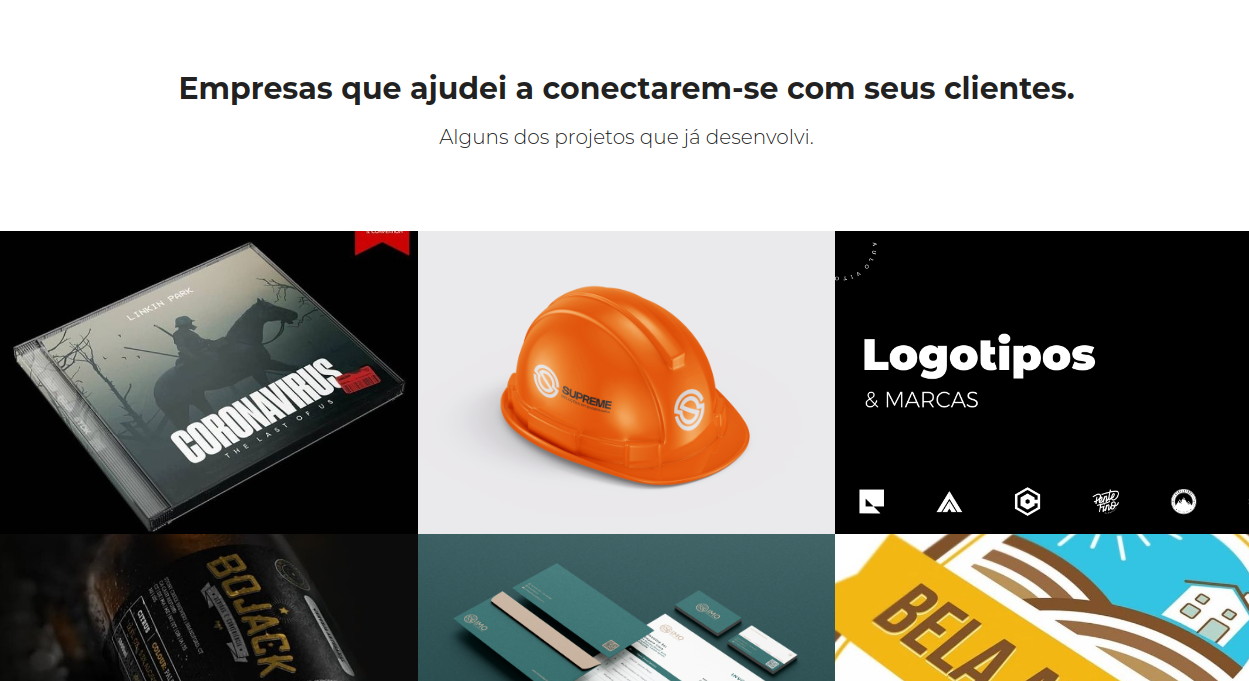 Empresas que ajudei a conectarem-se com seus clientes.
Alguns dos projetos que já desenvolvi.
LINKIN PARK
CORONAVIRUS
THE LAST OF US
SUPREME
Logotipos
& MARCAS
Pente
Fino
BOJACK
CITRUS
BELA